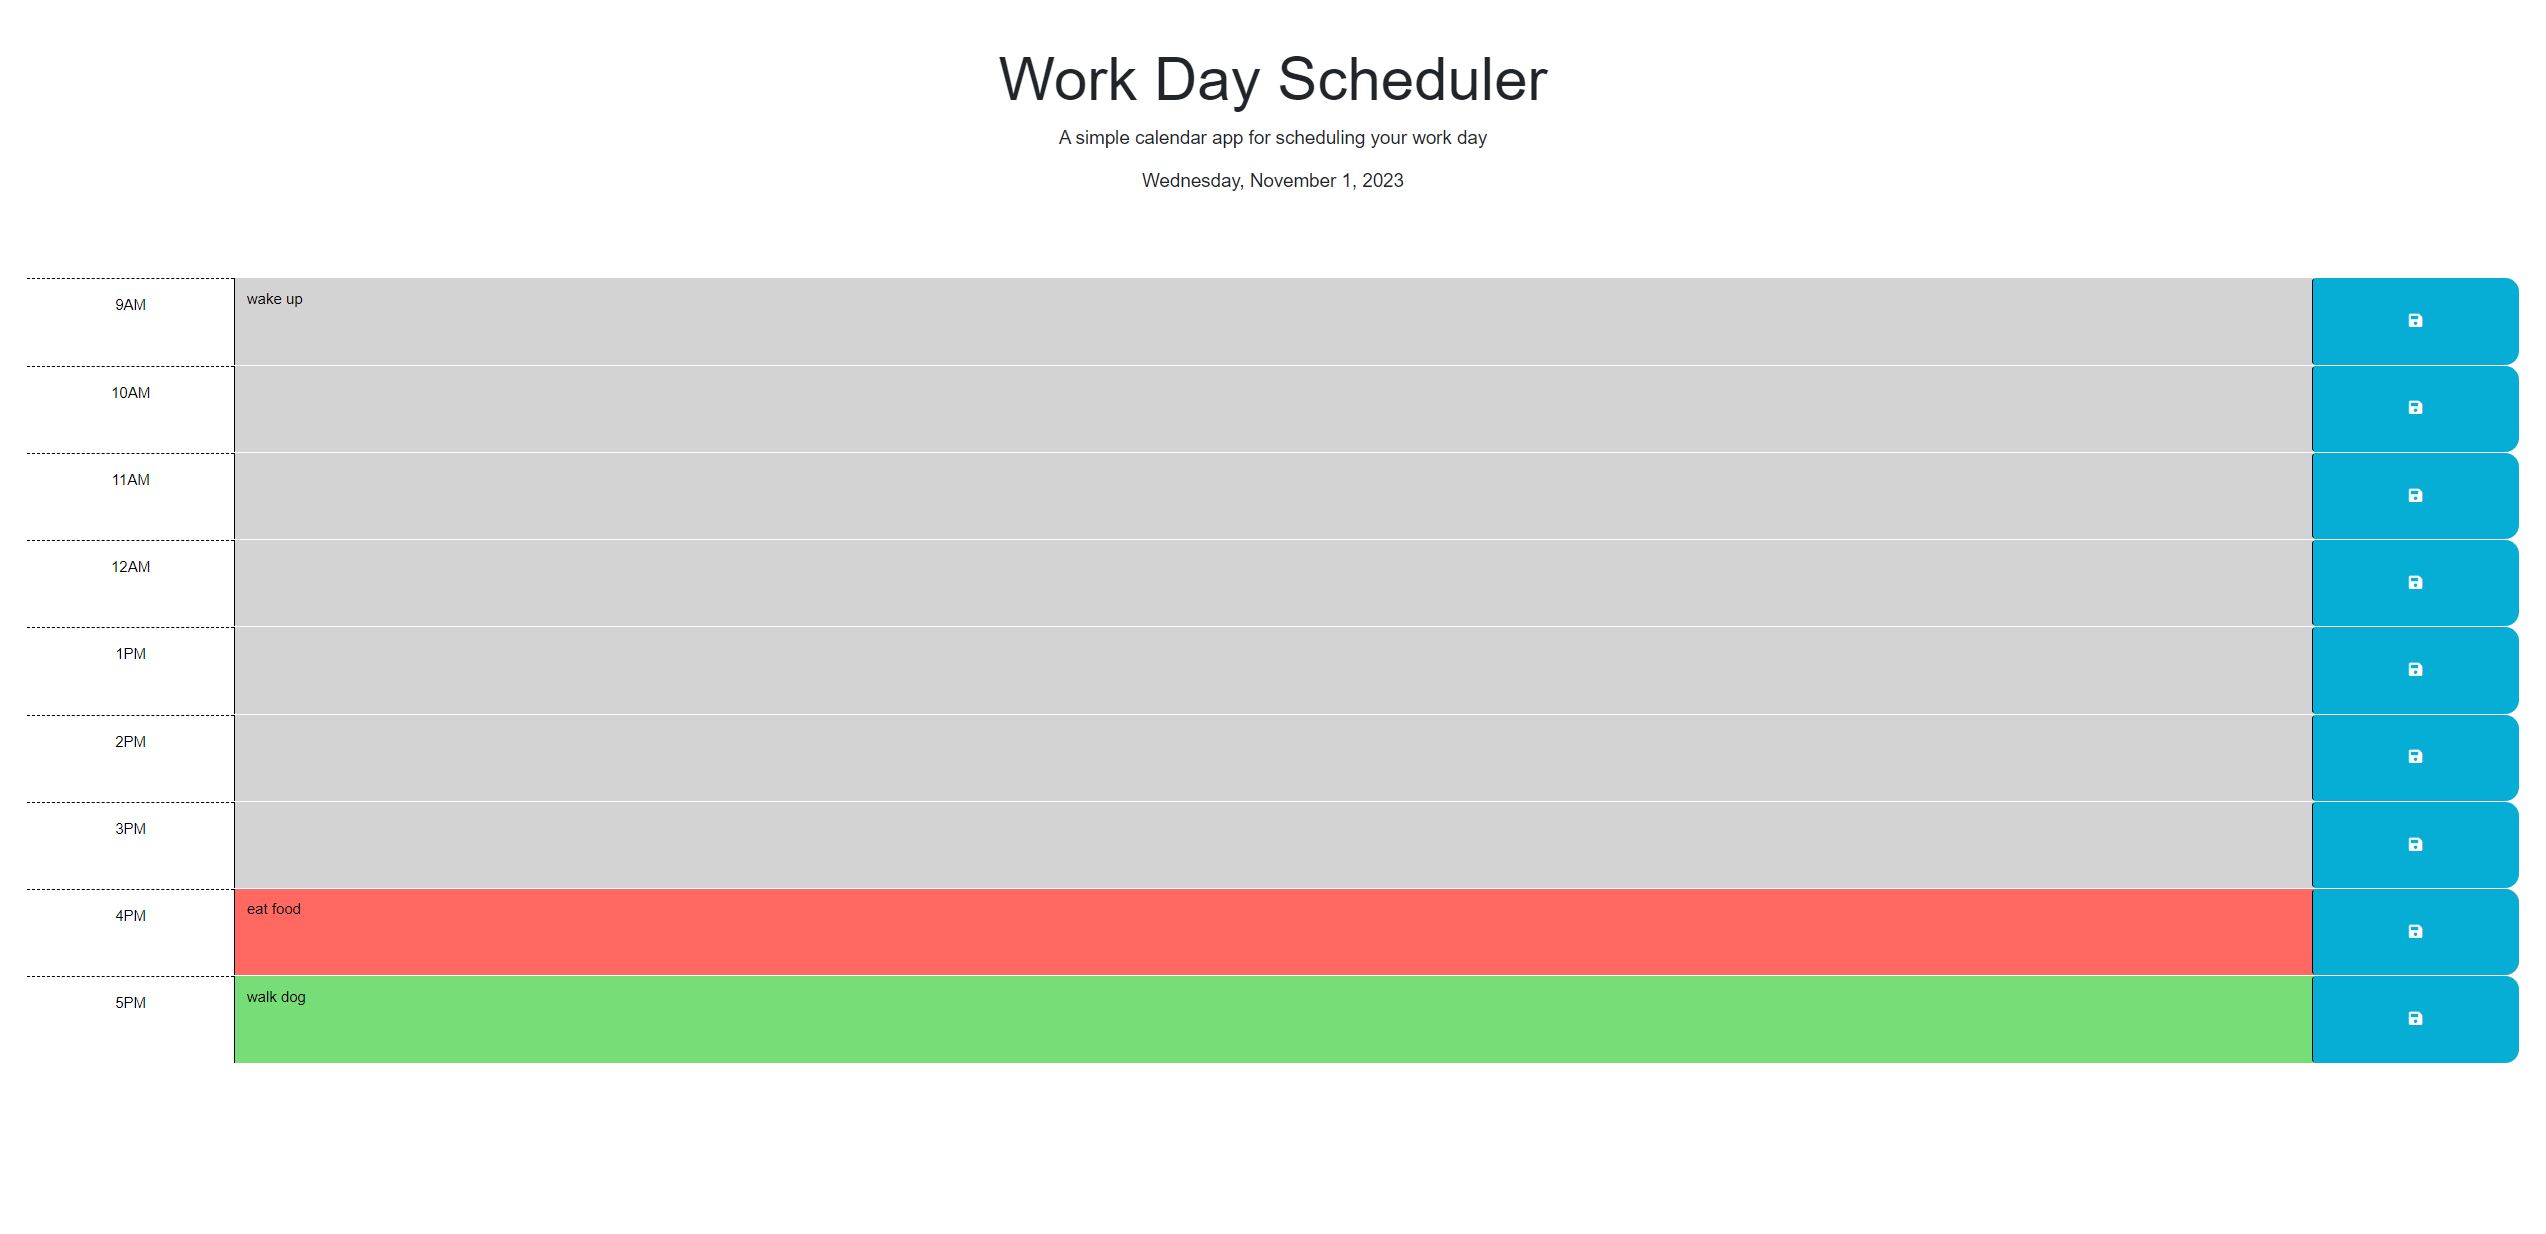 Work Day Scheduler
A simple calendar app for scheduling your work day
Wednesday, November 1, 2023
9AM
wake up
10AM
11AM
12AM
1PM
2PM
3PM
4PM
eat food
5PM
walk dog